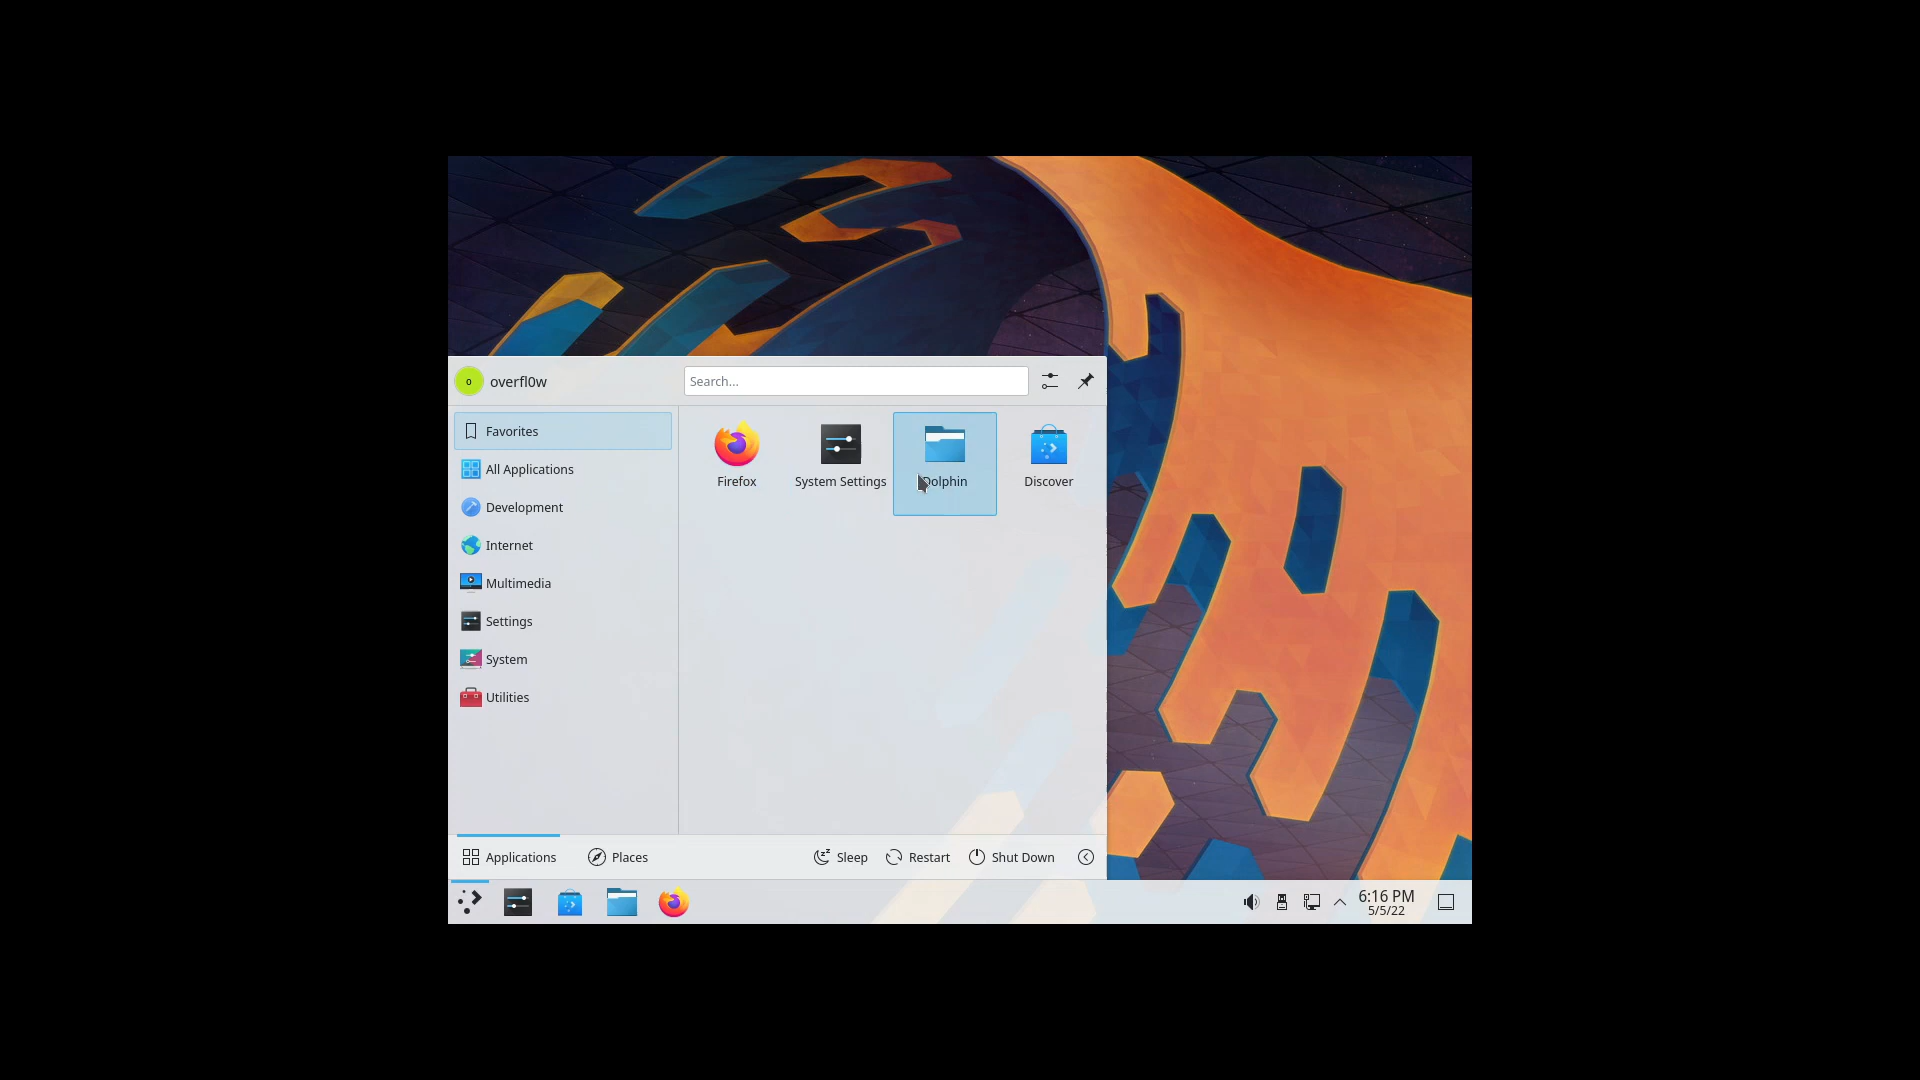 o
overfl0w
Search...
Favorites
All Applications
Development
Internet
Multimedia
Settings
System
Utilities
Firefox
System Settings
Dolphin
Discover
Applications
Places
Sleep
Restart
Shut Down
6:16 PM
5/5/22